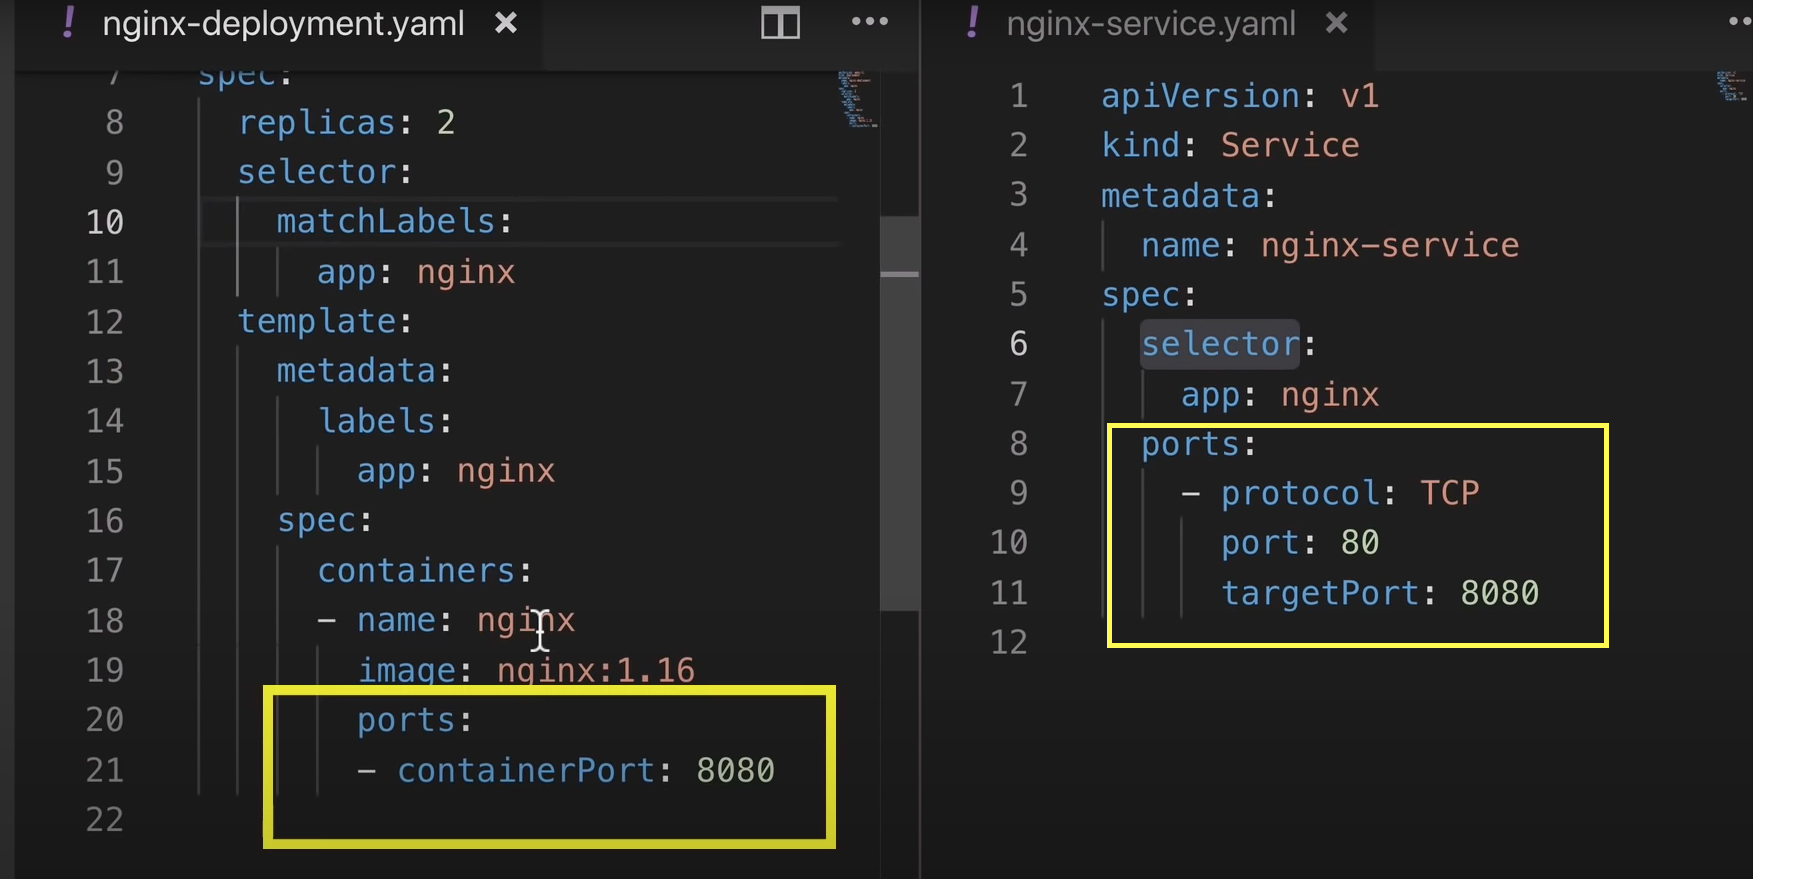 nginx-deployment.yaml
7 spec:
8 replicas: 2
9 selector:
10 matchLabels:
11 app: nginx
12 template:
13 metadata:
14 labels:
15 app: nginx
16 spec:
17 containers:
18 - name: nginx
19 image: nginx:1.16
20 ports:
21 - containerPort: 8080
22
nginx-service.yaml
1 apiVersion: v1
2 kind: Service
3 metadata:
4 name: nginx-service
5 spec:
6 selector:
7 app: nginx
8 ports:
9 - protocol: TCP
10 port: 80
11 targetPort: 8080
12